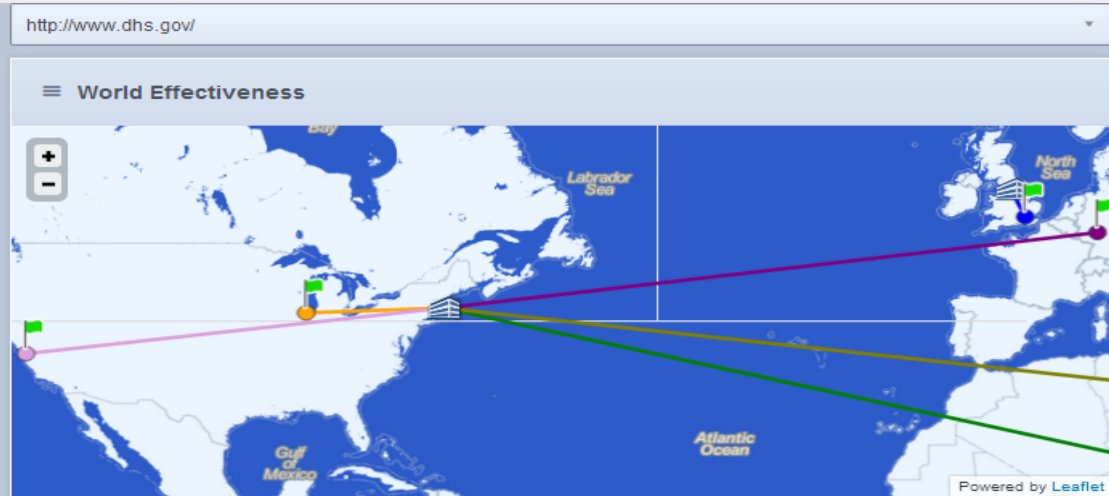 http://www.dhs.gov/
World Effectiveness
Bay
+
Labrador
Sea
North
Sea
−
Gulf
of
Mexico
Atlantic
Ocean
Powered by Leaflet